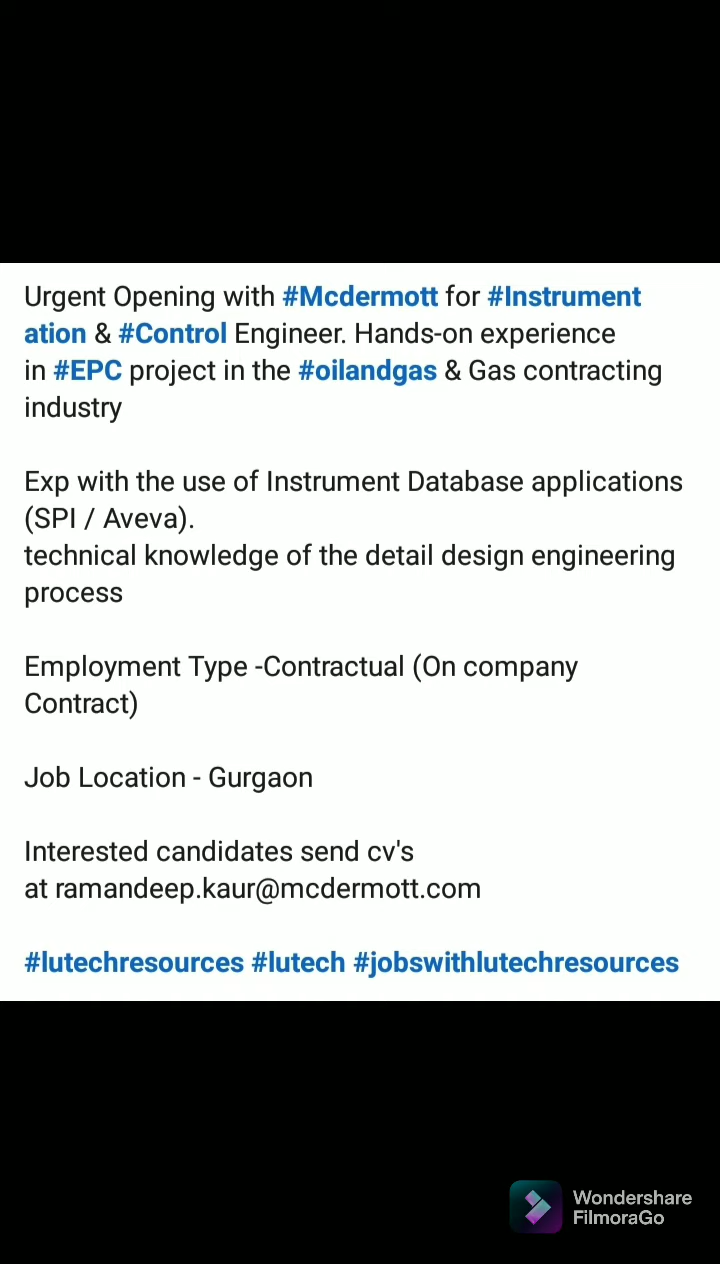 Urgent Opening with #Mcdermott for #Instrument
ation & #Control Engineer. Hands-on experience
in #EPC project in the #oilandgas & Gas contracting
industry
Exp with the use of Instrument Database applications
(SPI / Aveva).
technical knowledge of the detail design engineering
process
Employment Type -Contractual (On company
Contract)
Job Location - Gurgaon
Interested candidates send cv's
at ramandeep.kaur@mcdermott.com
#lutechresources #lutech #jobswithlutechresources
Wondershare
FilmoraGo